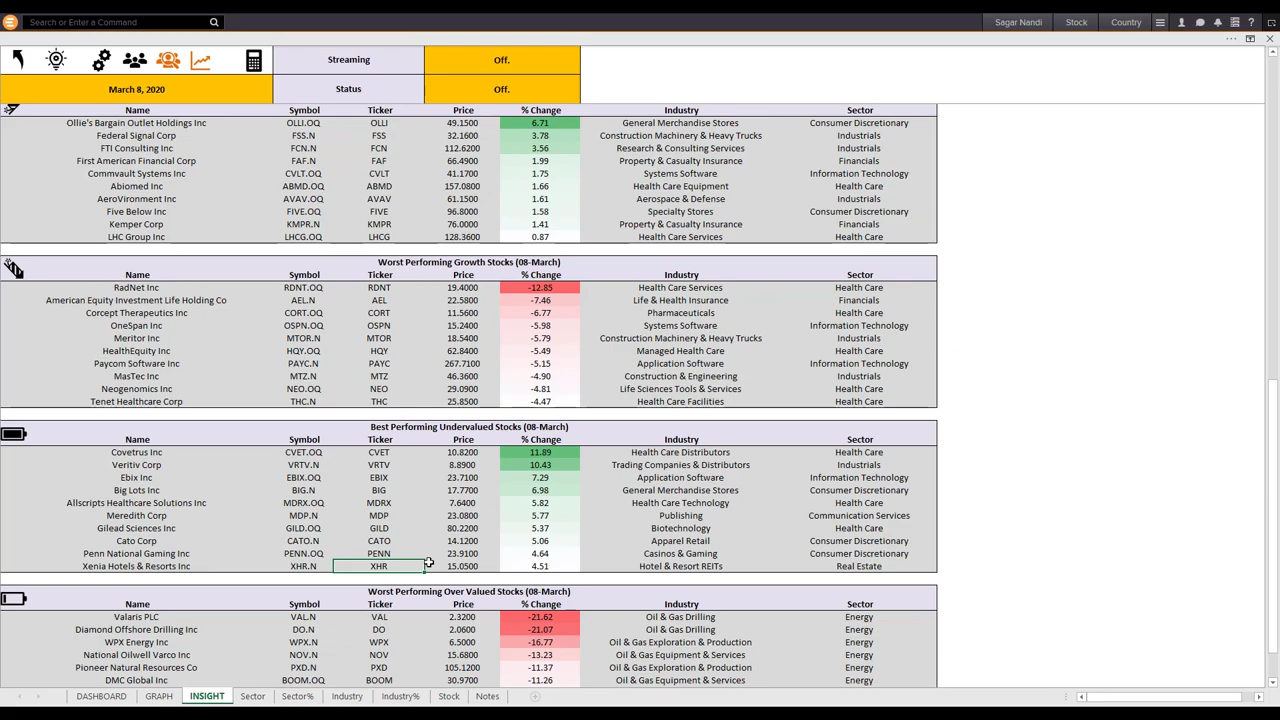 Search or Enter a Command
Sagar Nandi Stock Country
Streaming Off.
March 8, 2020 Status Off.
Name Symbol Ticker Price % Change Industry Sector
Ollie's Bargain Outlet Holdings Inc OLLI.OQ OLLI 49.1500 6.71 General Merchandise Stores Consumer Discretionary
Federal Signal Corp FSS.N FSS 32.1600 3.78 Construction Machinery & Heavy Trucks Industrials
FTI Consulting Inc FCN.N FCN 112.6200 3.56 Research & Consulting Services Industrials
First American Financial Corp FAF.N FAF 66.4900 1.99 Property & Casualty Insurance Financials
Commvault Systems Inc CVLT.OQ CVLT 41.1700 1.75 Systems Software Information Technology
Abiomed Inc ABMD.OQ ABMD 157.0800 1.66 Health Care Equipment Health Care
AeroVironment Inc AVAV.OQ AVAV 61.1500 1.61 Aerospace & Defense Industrials
Five Below Inc FIVE.OQ FIVE 96.8000 1.58 Specialty Stores Consumer Discretionary
Kemper Corp KMPR.N KMPR 76.0000 1.41 Property & Casualty Insurance Financials
LHC Group Inc LHCG.OQ LHCG 128.3600 0.87 Health Care Services Health Care
Worst Performing Growth Stocks (08-March)
Name Symbol Ticker Price % Change Industry Sector
RadNet Inc RDNT.OQ RDNT 19.4000 -12.85 Health Care Services Health Care
American Equity Investment Life Holding Co AEL.N AEL 22.5800 -7.46 Life & Health Insurance Financials
Corcept Therapeutics Inc CORT.OQ CORT 11.5600 -6.77 Pharmaceuticals Health Care
OneSpan Inc OSPN.OQ OSPN 15.2400 -5.98 Systems Software Information Technology
Meritor Inc MTOR.N MTOR 18.5400 -5.79 Construction Machinery & Heavy Trucks Industrials
HealthEquity Inc HQY.OQ HQY 62.8400 -5.49 Managed Health Care Health Care
Paycom Software Inc PAYC.N PAYC 267.7100 -5.15 Application Software Information Technology
MasTec Inc MTZ.N MTZ 46.3600 -4.90 Construction & Engineering Industrials
Neogenomics Inc NEO.OQ NEO 29.0900 -4.81 Life Sciences Tools & Services Health Care
Tenet Healthcare Corp THC.N THC 25.8500 -4.47 Health Care Facilities Health Care
Best Performing Undervalued Stocks (08-March)
Name Symbol Ticker Price % Change Industry Sector
Covetrus Inc CVET.OQ CVET 10.8200 11.89 Health Care Distributors Health Care
Veritiv Corp VRTV.N VRTV 8.8900 10.43 Trading Companies & Distributors Industrials
Ebix Inc EBIX.OQ EBIX 23.7100 7.29 Application Software Information Technology
Big Lots Inc BIG.N BIG 17.7700 6.98 General Merchandise Stores Consumer Discretionary
Allscripts Healthcare Solutions Inc MDRX.OQ MDRX 7.6400 5.82 Health Care Technology Health Care
Meredith Corp MDP.N MDP 23.0800 5.77 Publishing Communication Services
Gilead Sciences Inc GILD.OQ GILD 80.2200 5.37 Biotechnology Health Care
Cato Corp CATO.N CATO 14.1200 5.06 Apparel Retail Consumer Discretionary
Penn National Gaming Inc PENN.OQ PENN 23.9100 4.64 Casinos & Gaming Consumer Discretionary
Xenia Hotels & Resorts Inc XHR.N XHR 15.0500 4.51 Hotel & Resort REITs Real Estate
Worst Performing Over Valued Stocks (08-March)
Name Symbol Ticker Price % Change Industry Sector
Valaris PLC VAL.N VAL 2.3200 -21.62 Oil & Gas Drilling Energy
Diamond Offshore Drilling Inc DO.N DO 2.0600 -21.07 Oil & Gas Drilling Energy
WPX Energy Inc WPX.N WPX 6.5000 -16.77 Oil & Gas Exploration & Production Energy
National Oilwell Varco Inc NOV.N NOV 15.6800 -13.23 Oil & Gas Equipment & Services Energy
Pioneer Natural Resources Co PXD.N PXD 105.1200 -11.37 Oil & Gas Exploration & Production Energy
DMC Global Inc BOOM.OQ BOOM 30.9700 -11.26 Oil & Gas Equipment & Services Energy
DASHBOARD GRAPH INSIGHT Sector Sector% Industry Industry% Stock Notes